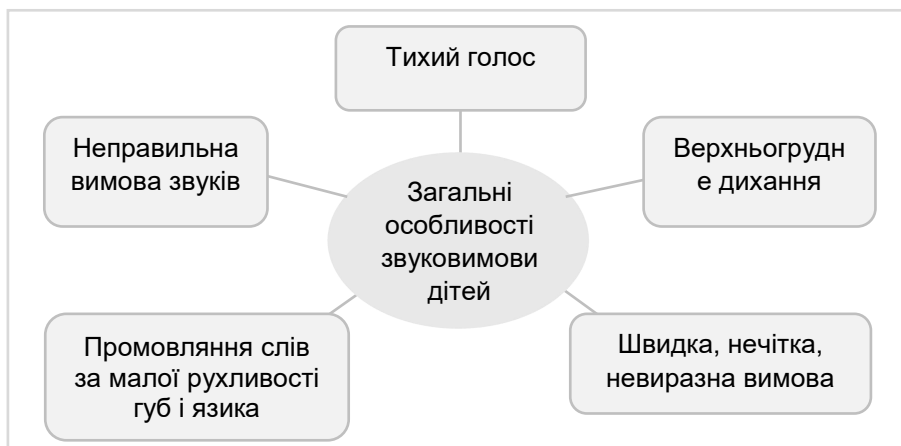 Тихий голос
Неправильна
вимова звуків
Верхньогрудн
е дихання
Загальні
особливості
звуковимови
дітей
Промовляння слів
за малої рухливості
губ і язика
Швидка, нечітка,
невиразна вимова